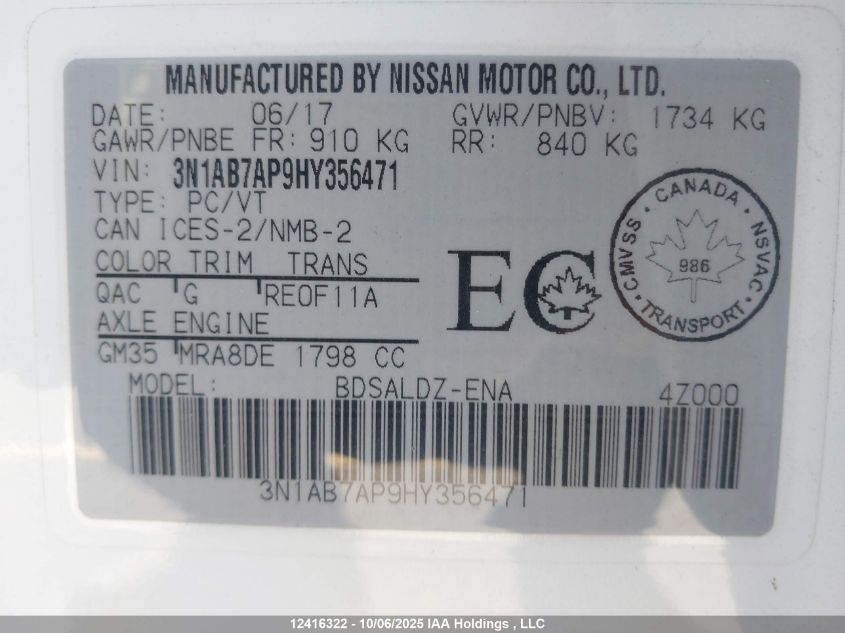 MANUFACTURED BY NISSAN MOTOR CO., LTD.
DATE: 06/17 GVWR/PNBV: 1734 KG
GAWR/PNBE FR: 910 KG RR: 840 KG
VIN: 3N1AB7AP9HY356471
TYPE: PC/VT
CAN ICES-2/NMB-2
COLOR TRIM TRANS
QAC G RE0F11A
AXLE ENGINE
GM35 MRA8DE 1798 CC
EC
CANADA
CMVSS NSVAC
986
TRANSPORT
MODEL: BDSALDZ-ENA 4Z000
3N1AB7AP9HY356471
12416322 - 10/06/2025 IAA Holdings , LLC